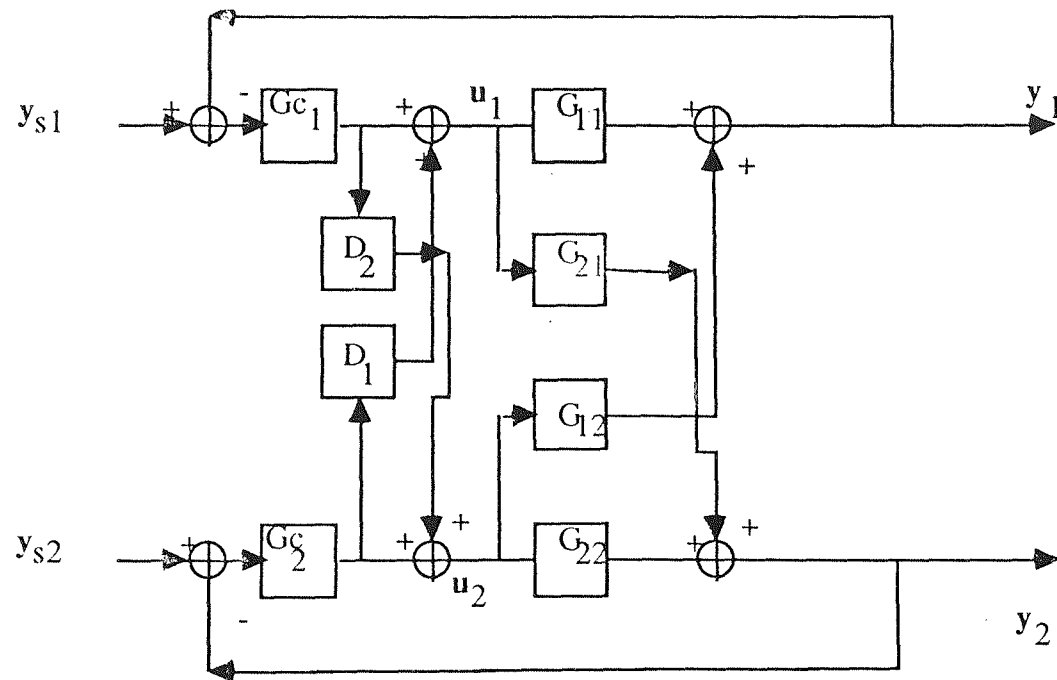 y_s1
+
-
Gc_1
+
+
u_1
G_11
+
+
y_1
D_2
G_21
D_1
G_12
y_s2
+
-
Gc_2
+
+
u_2
G_22
+
+
y_2